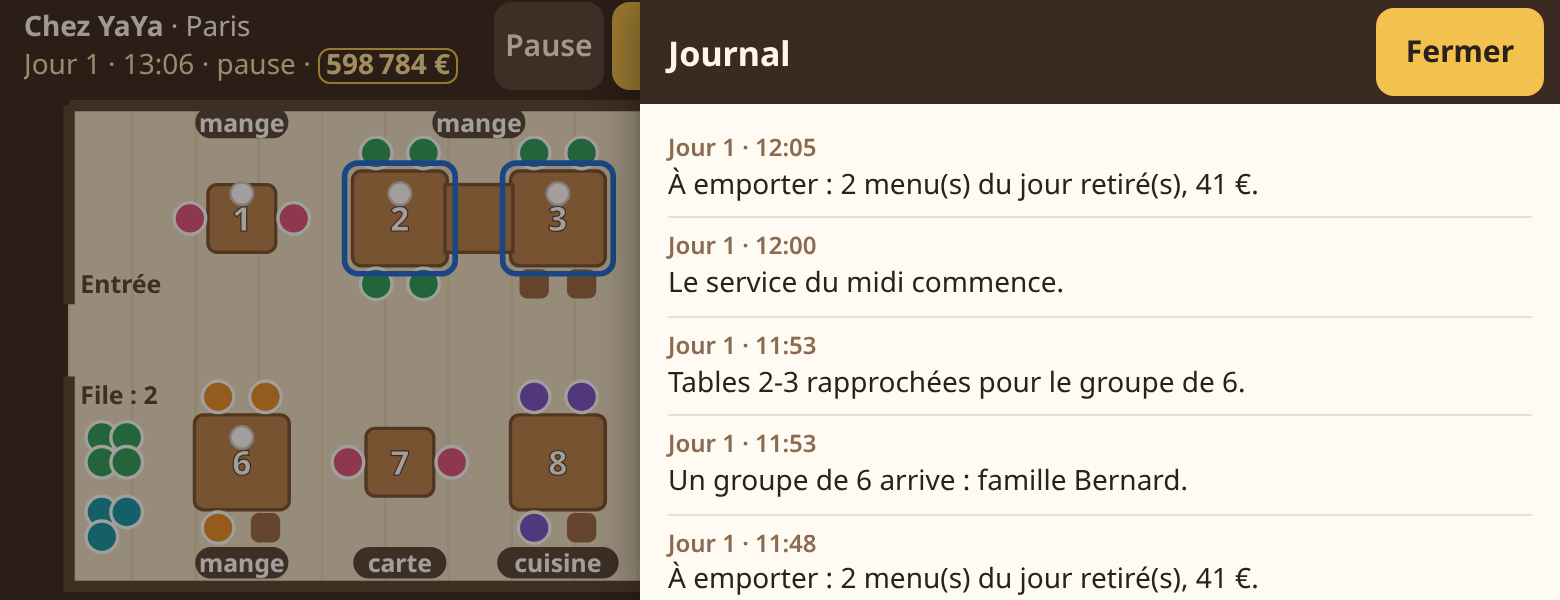 Chez YaYa · Paris
Jour 1 · 13:06 · pause · 598 784 €
Pause
mange
mange
1
2
3
Entrée
File : 2
6
7
8
mange
carte
cuisine
Journal
Fermer
Jour 1 · 12:05
À emporter : 2 menu(s) du jour retiré(s), 41 €.
Jour 1 · 12:00
Le service du midi commence.
Jour 1 · 11:53
Tables 2-3 rapprochées pour le groupe de 6.
Jour 1 · 11:53
Un groupe de 6 arrive : famille Bernard.
Jour 1 · 11:48
À emporter : 2 menu(s) du jour retiré(s), 41 €.